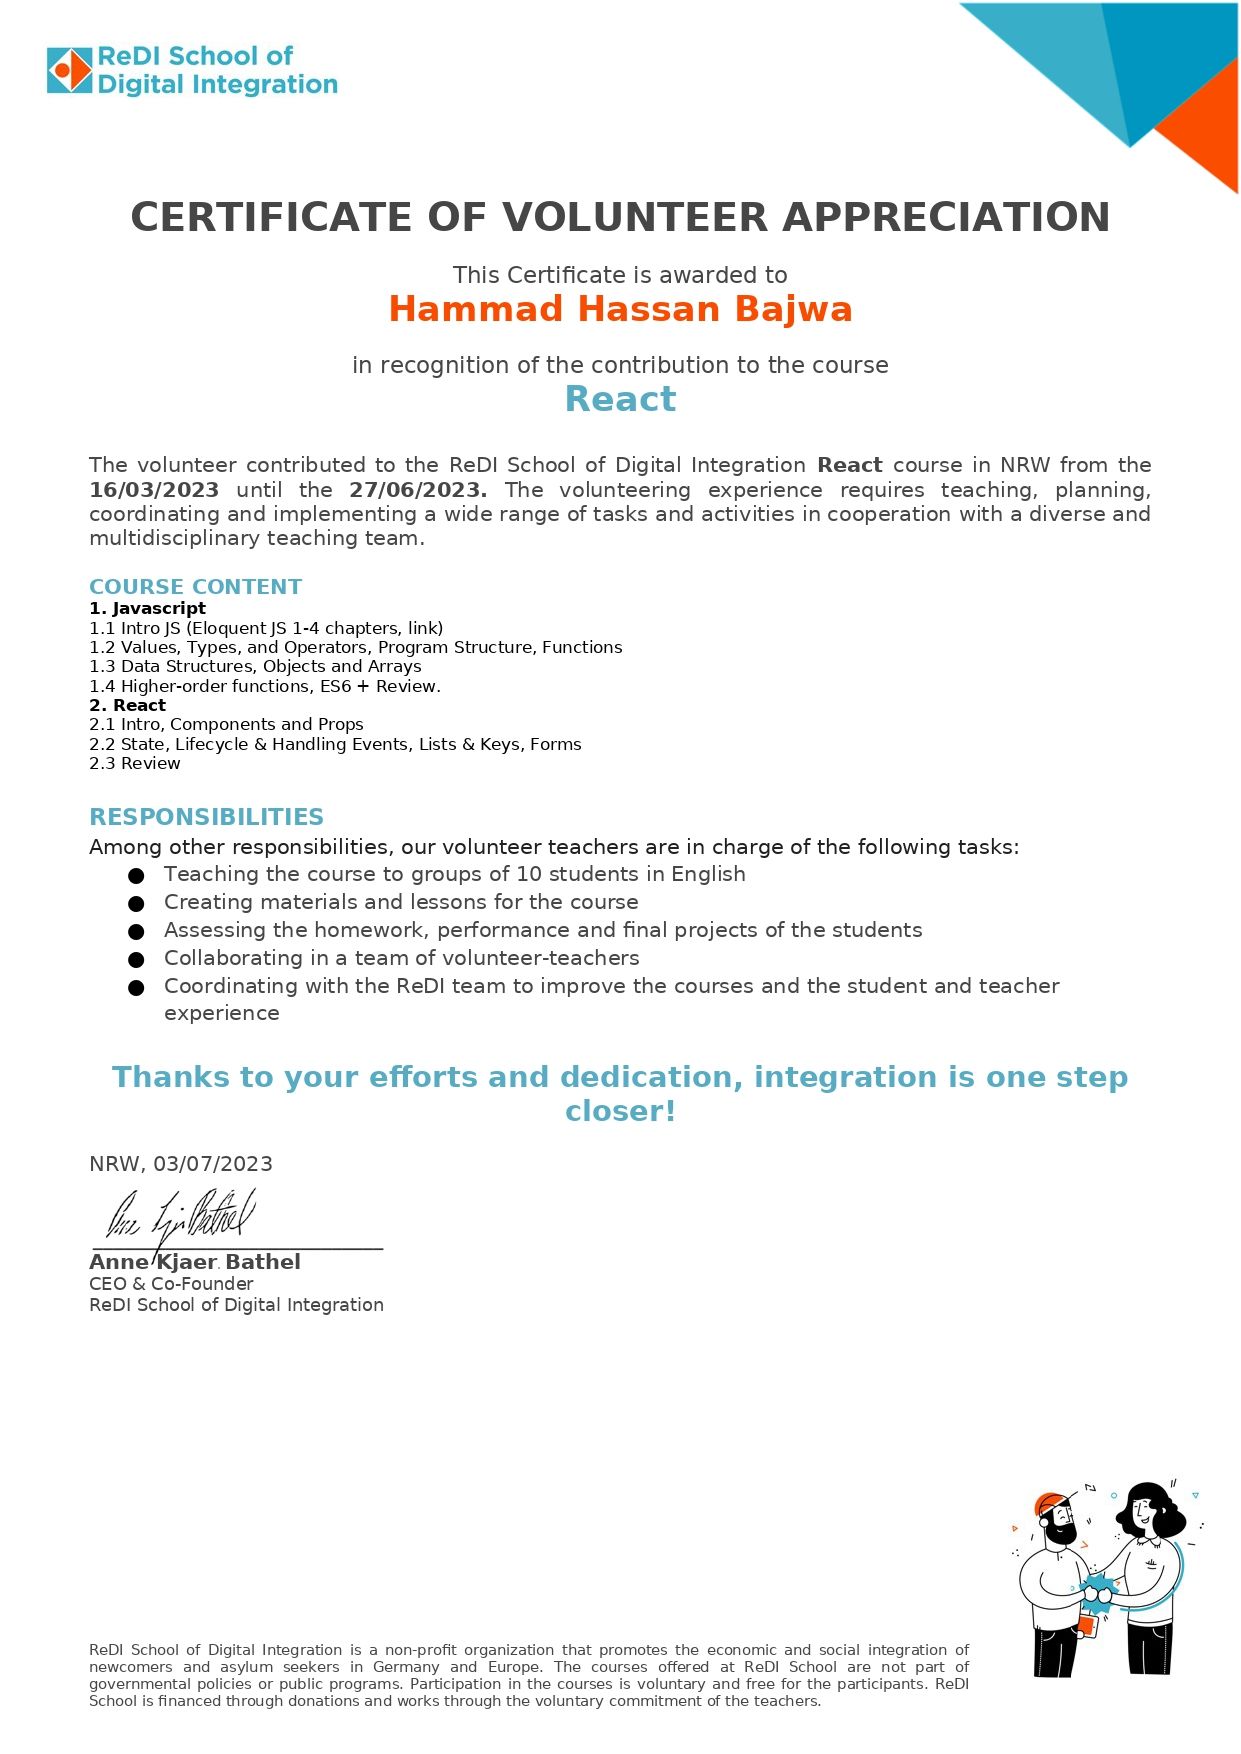 ReDI School of
Digital Integration
CERTIFICATE OF VOLUNTEER APPRECIATION
This Certificate is awarded to
Hammad Hassan Bajwa
in recognition of the contribution to the course
React
The volunteer contributed to the ReDI School of Digital Integration React course in NRW from the
16/03/2023 until the 27/06/2023. The volunteering experience requires teaching, planning,
coordinating and implementing a wide range of tasks and activities in cooperation with a diverse and
multidisciplinary teaching team.
COURSE CONTENT
1. Javascript
1.1 Intro JS (Eloquent JS 1-4 chapters, link)
1.2 Values, Types, and Operators, Program Structure, Functions
1.3 Data Structures, Objects and Arrays
1.4 Higher-order functions, ES6 + Review.
2. React
2.1 Intro, Components and Props
2.2 State, Lifecycle & Handling Events, Lists & Keys, Forms
2.3 Review
RESPONSIBILITIES
Among other responsibilities, our volunteer teachers are in charge of the following tasks:
● Teaching the course to groups of 10 students in English
● Creating materials and lessons for the course
● Assessing the homework, performance and final projects of the students
● Collaborating in a team of volunteer-teachers
● Coordinating with the ReDI team to improve the courses and the student and teacher
experience
Thanks to your efforts and dedication, integration is one step
closer!
NRW, 03/07/2023
Anne Kjaer Bathel
CEO & Co-Founder
ReDI School of Digital Integration
ReDI School of Digital Integration is a non-profit organization that promotes the economic and social integration of
newcomers and asylum seekers in Germany and Europe. The courses offered at ReDI School are not part of
governmental policies or public programs. Participation in the courses is voluntary and free for the participants. ReDI
School is financed through donations and works through the voluntary commitment of the teachers.